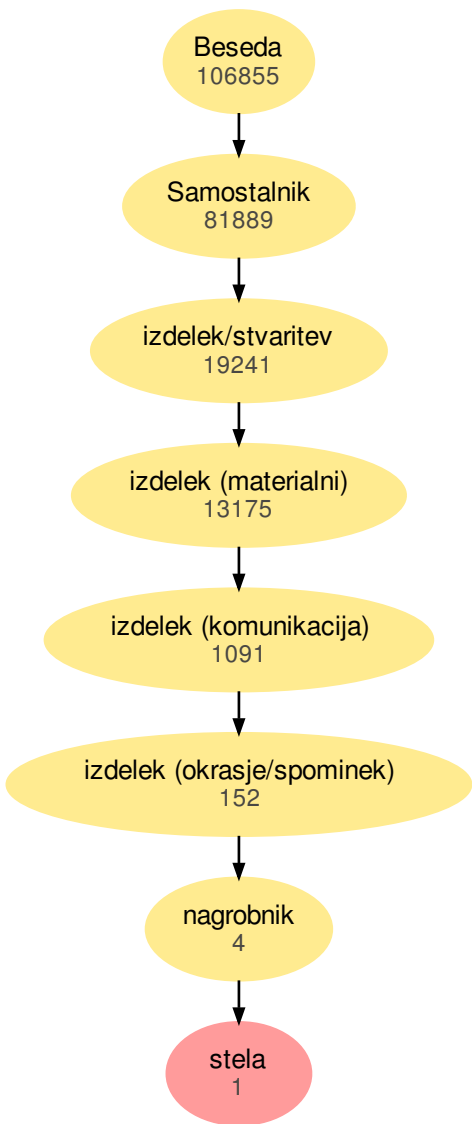 Beseda
106855
Samostalnik
81889
izdelek/stvaritev
19241
izdelek (materialni)
13175
izdelek (komunikacija)
1091
izdelek (okrasje/spominek)
152
nagrobnik
4
stela
1